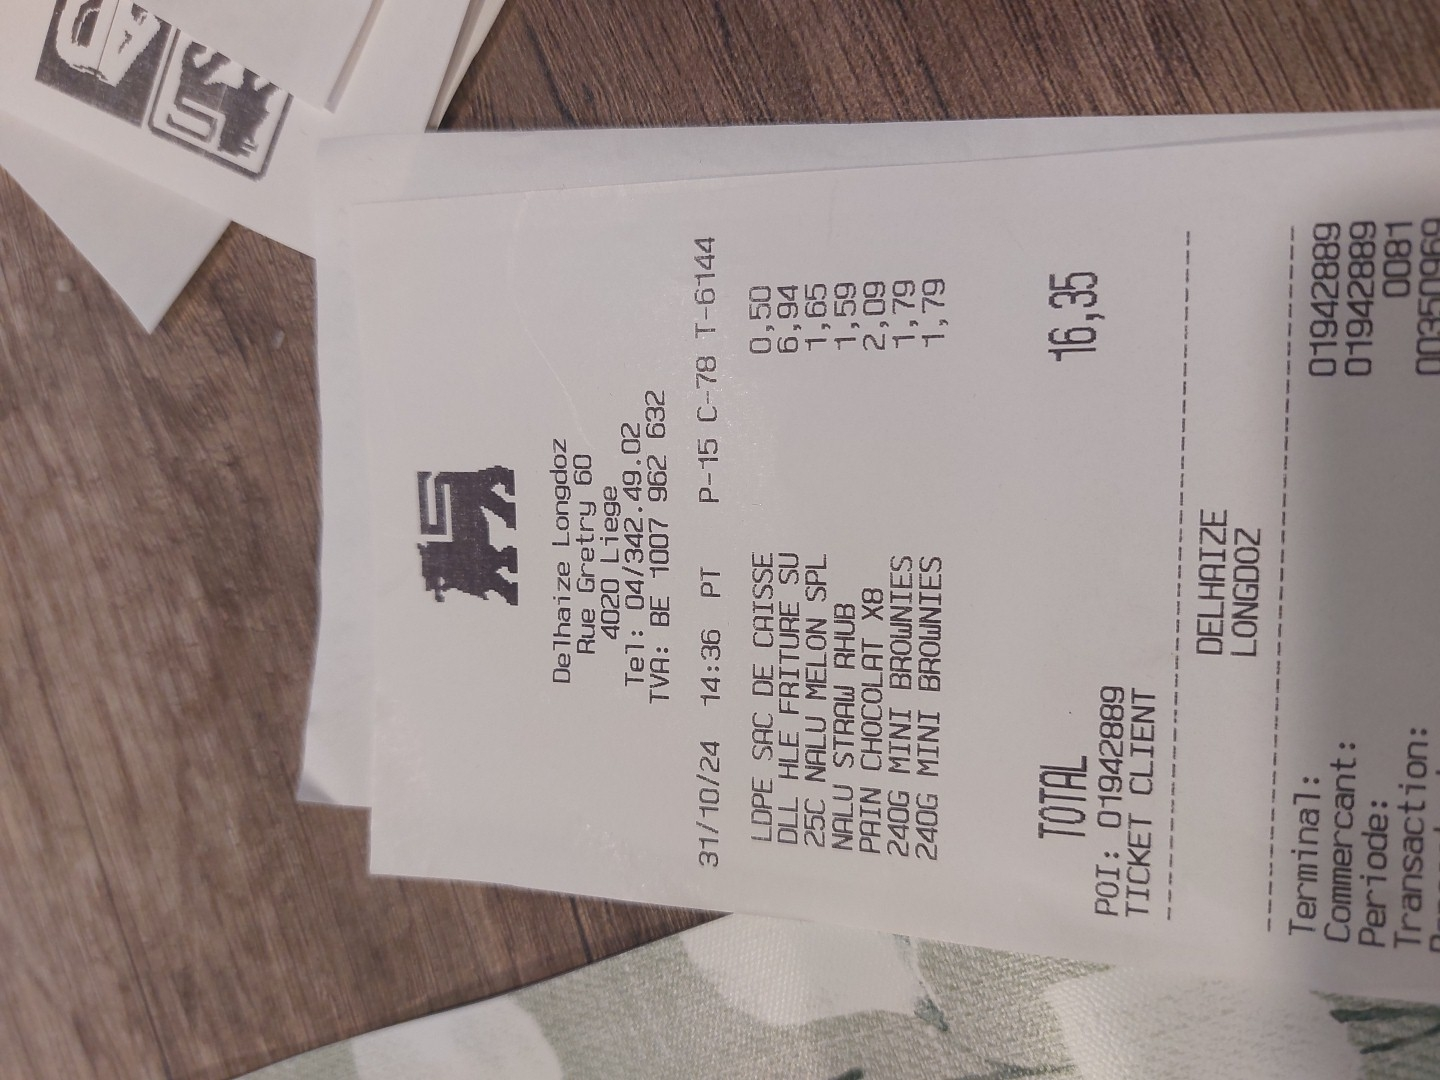 Delhaize Longdoz
Rue Gretry 60
4020 Liege
Tel: 04/342.49.02
TVA: BE 1007 962 632
31/10/24 14:36 PT P-15 C-78 T-6144
LDPE SAC DE CAISSE 0,50
DLL HLE FRITURE SU 6,94
25C NALU MELON SPL 1,65
NALU STRAW RHUB 1,59
PAIN CHOCOLAT X8 2,09
240G MINI BROWNIES 1,79
240G MINI BROWNIES 1,79
TOTAL 16,35
POI: 01942889
TICKET CLIENT
DELHAIZE
LONGDOZ
Terminal: 01942889
Commercant: 01942889
Periode: 0081
Transaction: 00350969